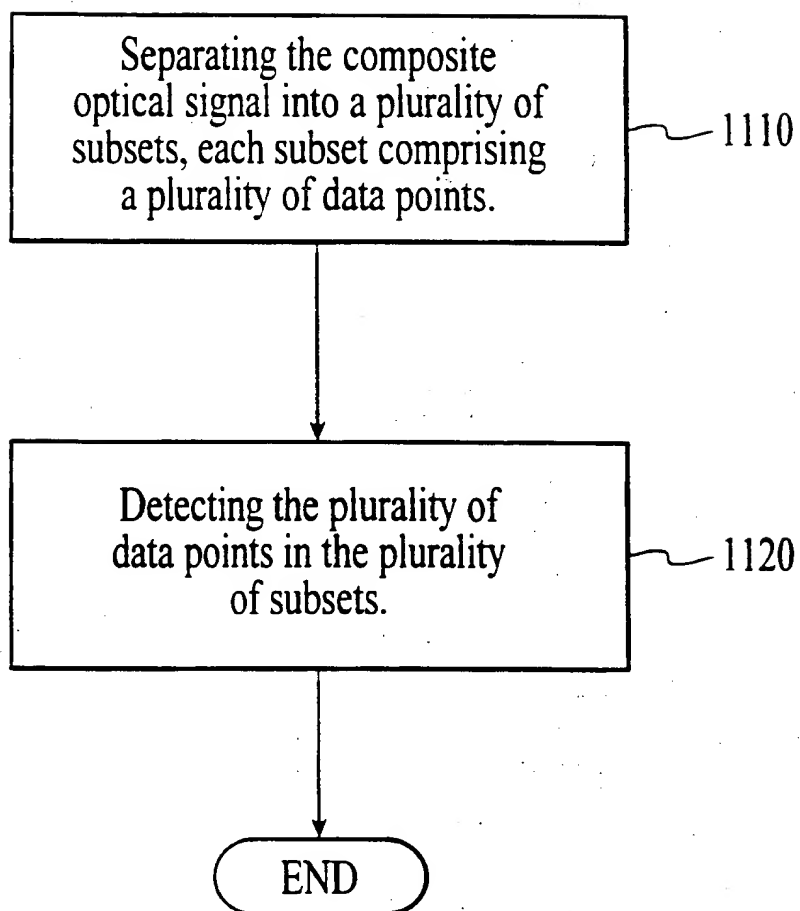 Separating the composite
optical signal into a plurality of
subsets, each subset comprising
a plurality of data points.
1110
Detecting the plurality of
data points in the plurality
of subsets.
1120
END